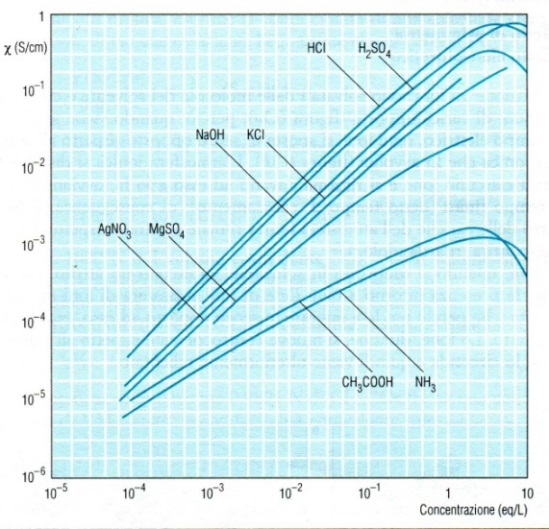 1
χ (S/cm)
HCl H₂SO₄
10⁻¹
NaOH KCl
10⁻²
AgNO₃ MgSO₄
10⁻³
10⁻⁴
CH₃COOH NH₃
10⁻⁵
10⁻⁶
10⁻⁵ 10⁻⁴ 10⁻³ 10⁻² 10⁻¹ 1 10
Concentrazione (eq/L)